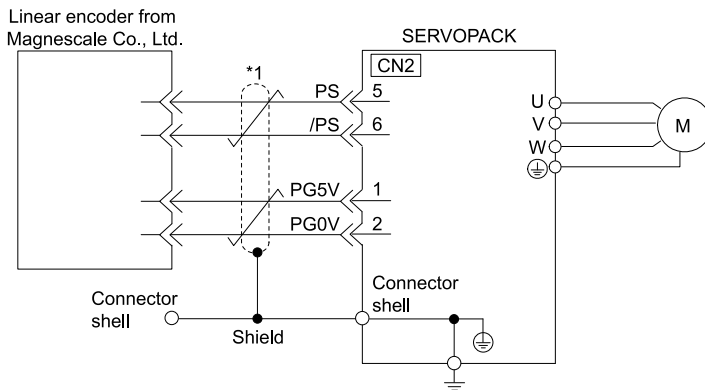 Linear encoder from
Magnescale Co., Ltd.
SERVOPACK
*1
CN2
PS 5
/PS 6
PG5V 1
PG0V 2
U
V
W
M
Connector
shell
Shield
Connector
shell